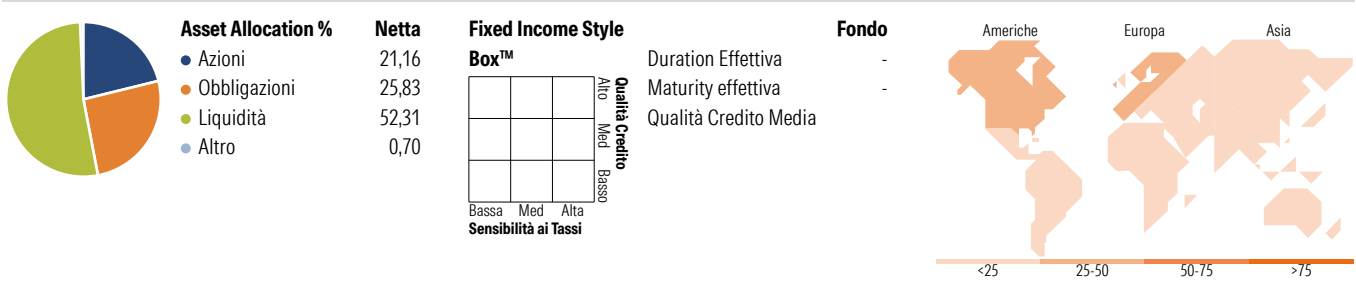 Asset Allocation % Netta
Azioni 21,16
Obbligazioni 25,83
Liquidità 52,31
Altro 0,70
Fixed Income Style
Box™
Fondo
Duration Effettiva -
Maturity effettiva -
Qualità Credito Media
Alto
Med
Basso
Qualità Credito
Bassa Med Alta
Sensibilità ai Tassi
Americhe Europa Asia
<25 25-50 50-75 >75